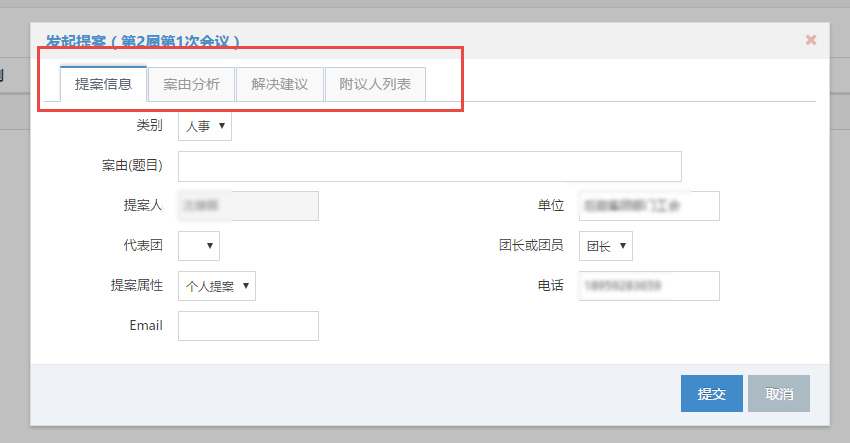 发起提案（第2届第1次会议）
提案信息 案由分析 解决建议 附议人列表
类别 人事
案由(题目)
提案人 单位
代表团 团长或团员 团长
提案属性 个人提案 电话
Email
提交 取消